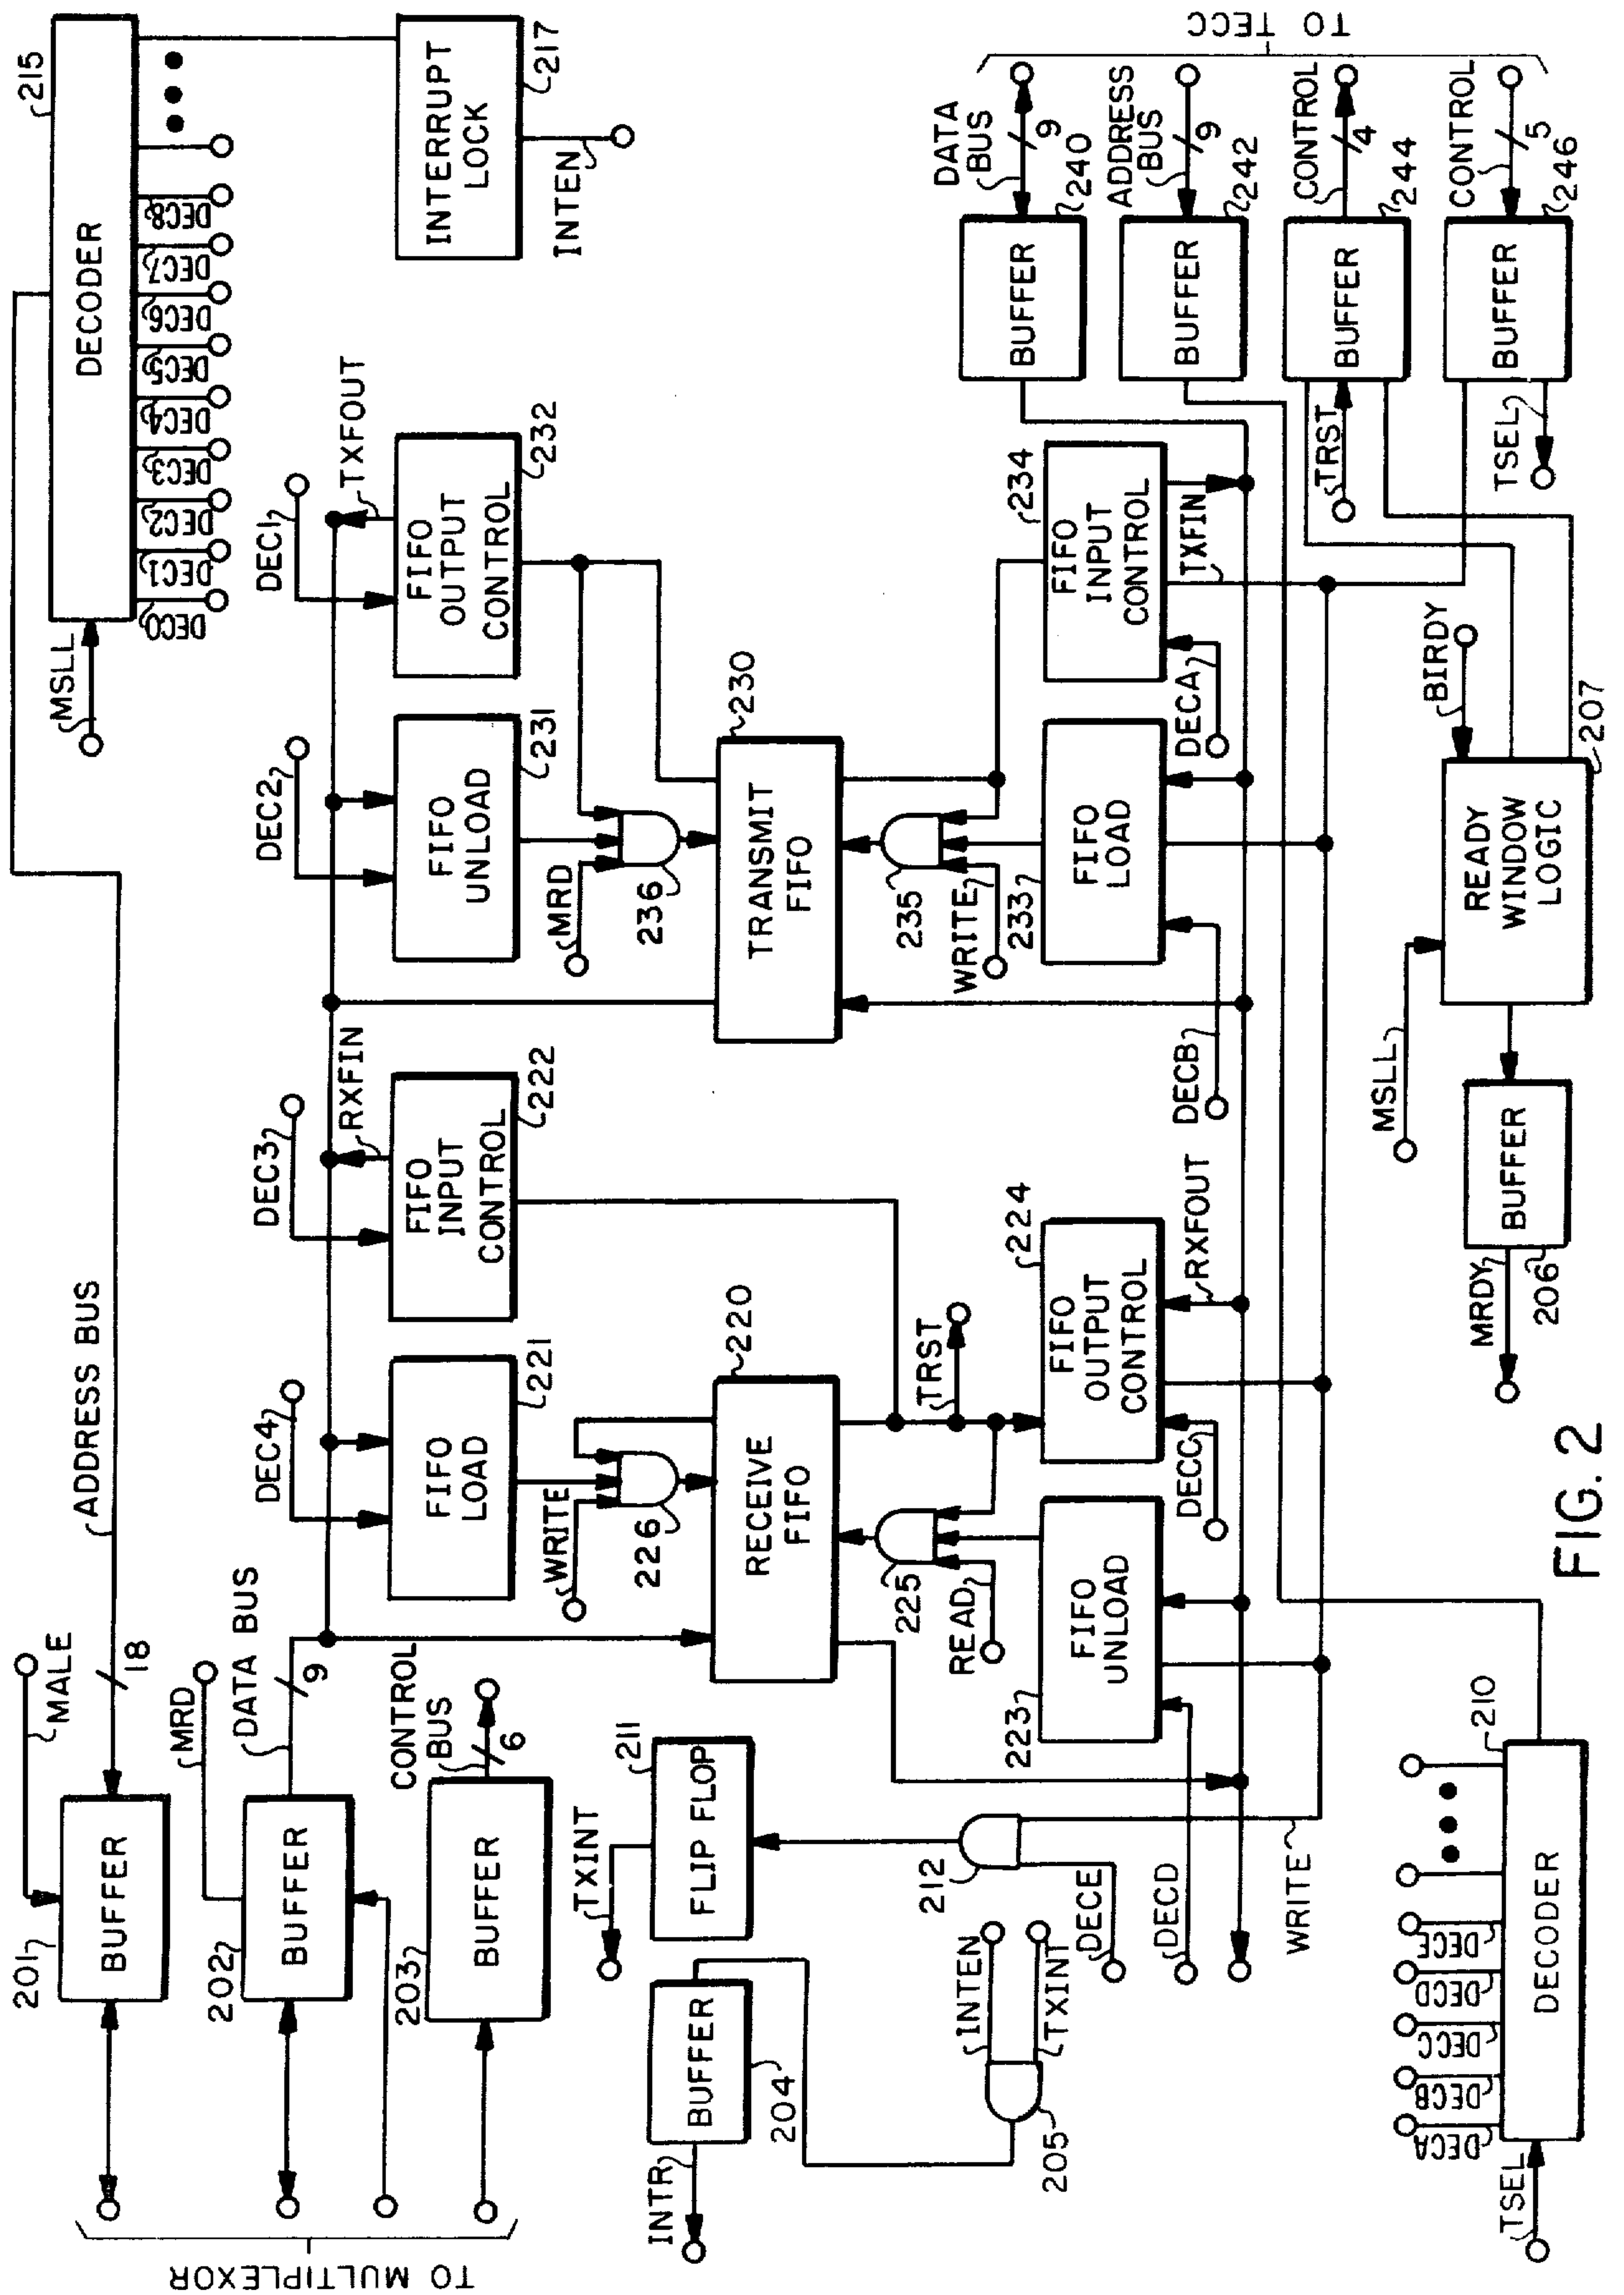 TO MULTIPLEXOR
201
BUFFER
MALE
18
ADDRESS BUS
MSLL
DECODER
215
DEC0
DEC1
DEC2
DEC3
DEC4
DEC5
DEC6
DEC7
DEC8
INTERRUPT
LOCK
217
INTEN
202
BUFFER
MRD
DATA BUS
9
203
BUFFER
CONTROL
BUS
6
DEC4
FIFO
LOAD
221
DEC3
RXFIN
FIFO
INPUT
CONTROL
222
DEC2
FIFO
UNLOAD
231
DEC1
TXFOUT
FIFO
OUTPUT
CONTROL
232
INTR
BUFFER
204
TXINT
FLIP FLOP
211
WRITE
226
RECEIVE
FIFO
220
MRD
236
TRANSMIT
FIFO
230
205
INTEN
TXINT
212
DECE
DECD
WRITE
READ
225
TRST
223
FIFO
UNLOAD
224
FIFO
OUTPUT
CONTROL
DECC
RXFOUT
WRITE
235
233
FIFO
LOAD
DECB
234
FIFO
INPUT
CONTROL
DECA
TXFIN
DATA
BUS
9
BUFFER
240
ADDRESS
BUS
9
BUFFER
242
CONTROL
4
BUFFER
244
TRST
CONTROL
5
BUFFER
246
TSEL
TO TECC
TSEL
DECODER
210
DECA
DECB
DECC
DECD
DECE
MRDY
BUFFER
206
MSLL
READY
WINDOW
LOGIC
207
BIRDY
FIG. 2